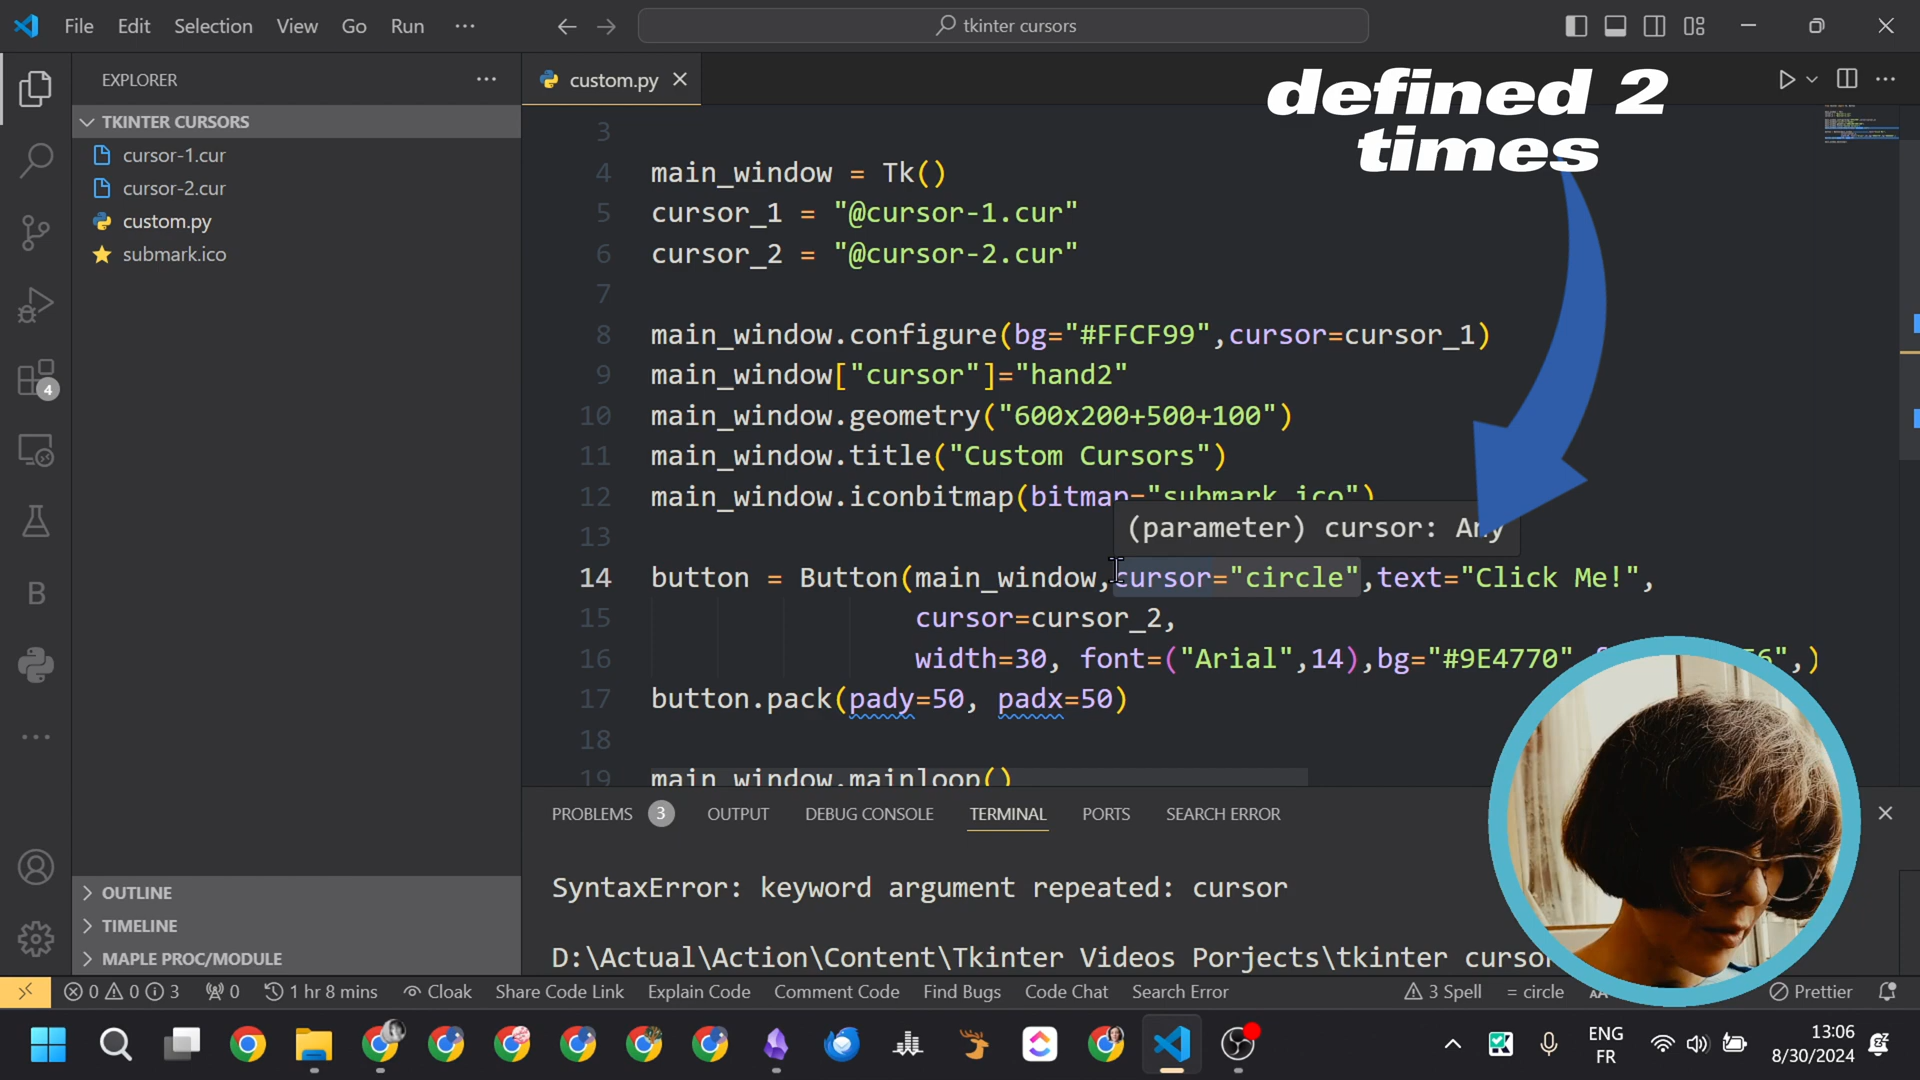 File Edit Selection View Go Run ...
tkinter cursors
EXPLORER
custom.py
defined 2
times
TKINTER CURSORS
cursor-1.cur
cursor-2.cur
custom.py
submark.ico
3
4 main_window = Tk()
5 cursor_1 = "@cursor-1.cur"
6 cursor_2 = "@cursor-2.cur"
7
8 main_window.configure(bg="#FFCF99",cursor=cursor_1)
9 main_window["cursor"]="hand2"
10 main_window.geometry("600x200+500+100")
11 main_window.title("Custom Cursors")
12 main_window.iconbitmap(bitmap="submark.ico")
(parameter) cursor: Any
13
14 button = Button(main_window,cursor="circle",text="Click Me!",
15 cursor=cursor_2,
16 width=30, font=("Arial",14),bg="#9E4770",)
17 button.pack(pady=50, padx=50)
18
19 main_window.mainloop()
4
B
PROBLEMS 3 OUTPUT DEBUG CONSOLE TERMINAL PORTS SEARCH ERROR
SyntaxError: keyword argument repeated: cursor
D:\Actual\Action\Content\Tkinter Videos Porjects\tkinter
OUTLINE
TIMELINE
MAPLE PROC/MODULE
0 0 3 0 1 hr 8 mins Cloak Share Code Link Explain Code Comment Code Find Bugs Code Chat Search Error 3 Spell = circle Prettier
ENG
FR
13:06
8/30/2024